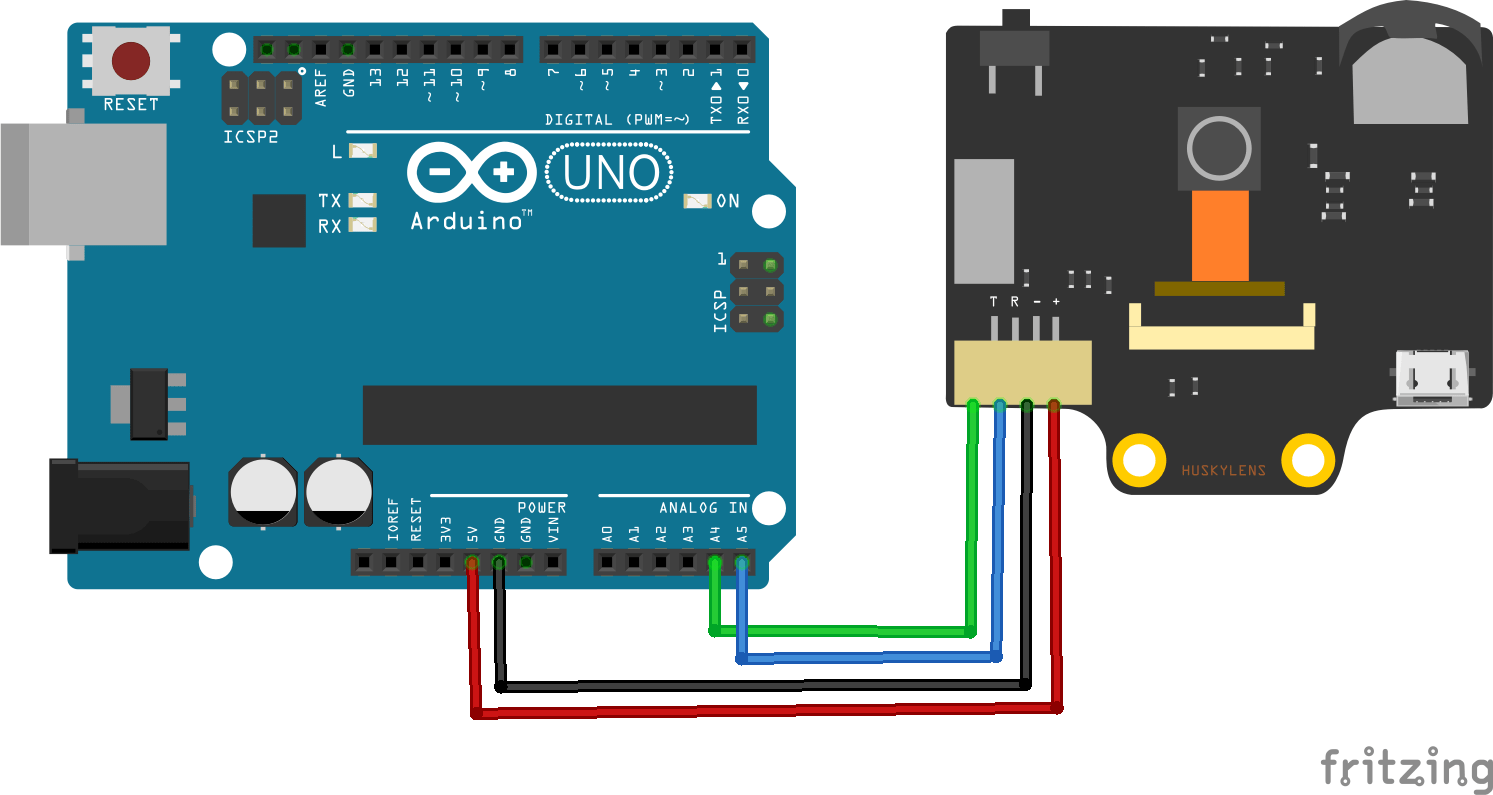 RESET
ICSP2
AREF
GND
13
12
~11
~10
~9
8
7
~6
~5
4
~3
2
TX0▶1
RX0◀0
DIGITAL (PWM=~)
L
TX
RX
UNO
Arduino™
ON
1
ICSP
IOREF
RESET
3V3
5V
GND
GND
VIN
POWER
ANALOG IN
A0
A1
A2
A3
A4
A5
T R - +
HUSKYLENS
fritzing